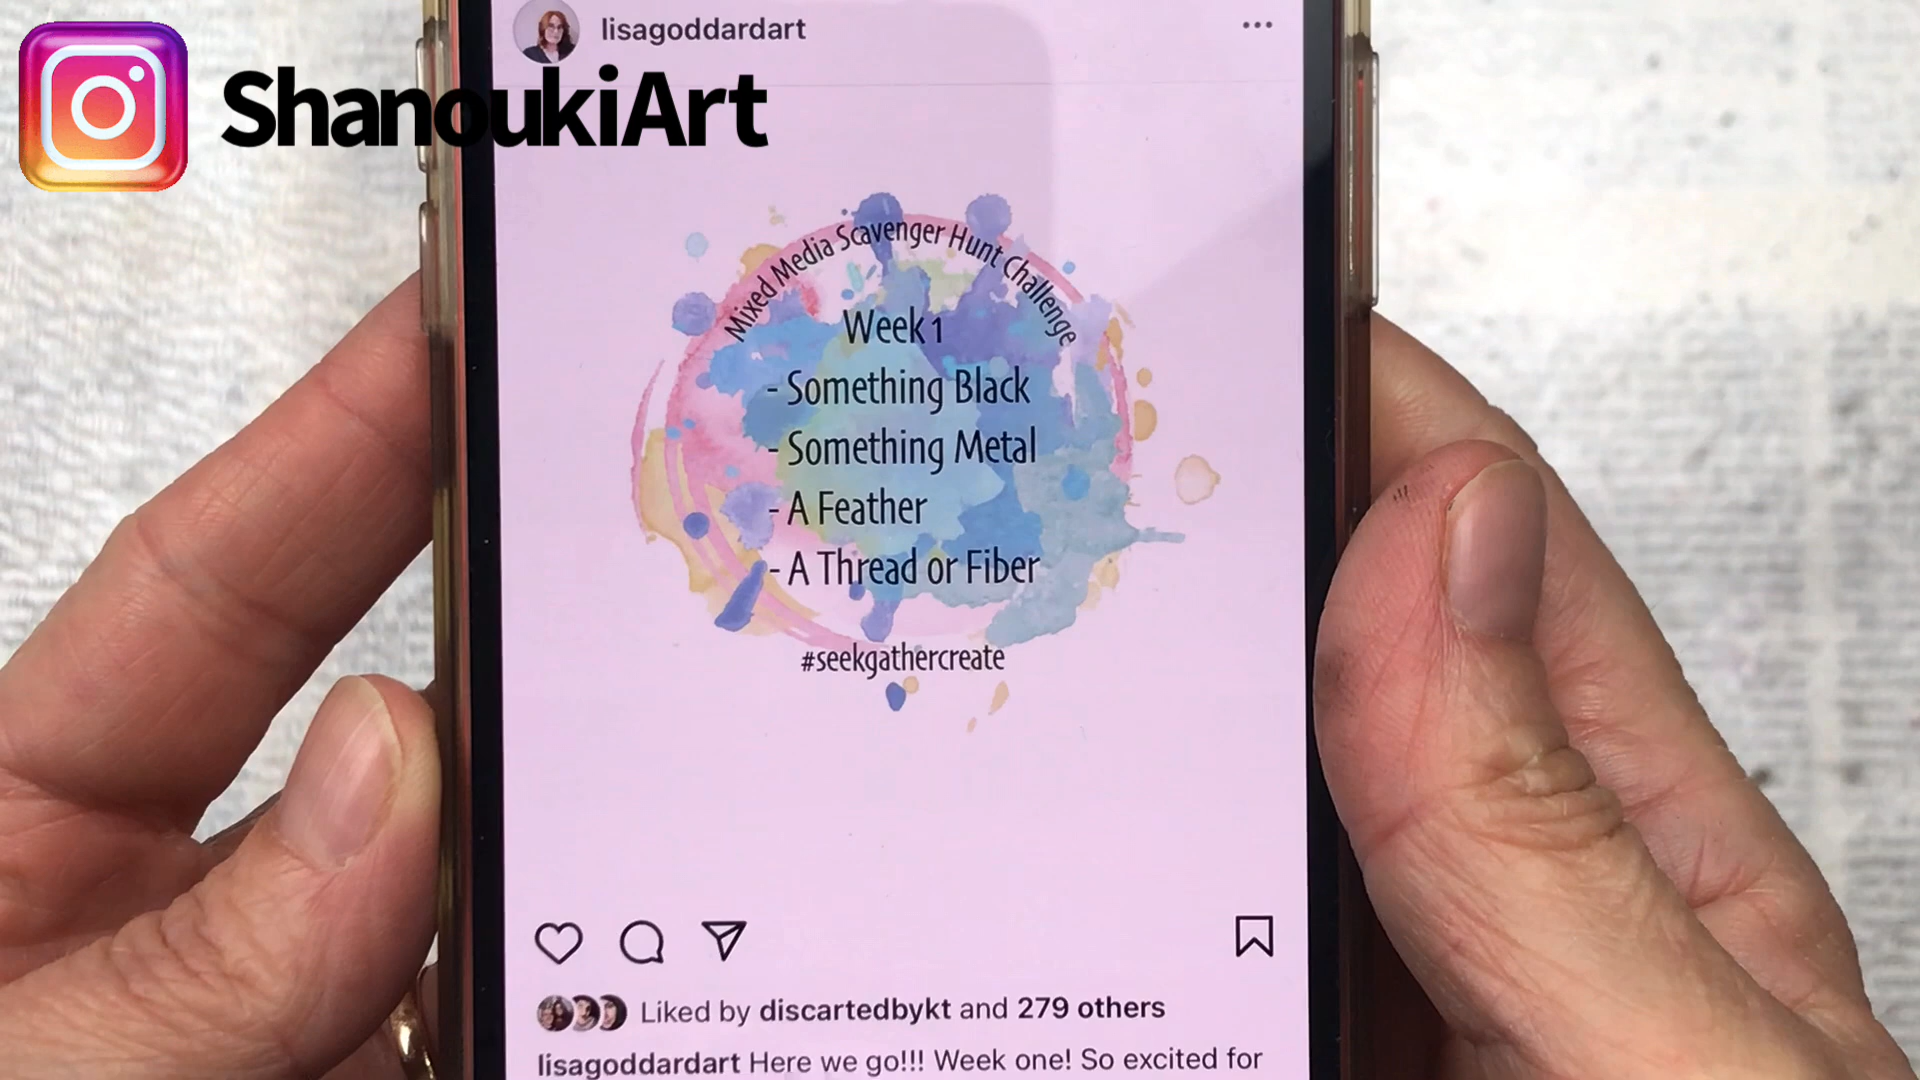 lisagoddardart
ShanoukiArt
Mixed Media Scavenger Hunt Challenge
Week 1
- Something Black
- Something Metal
- A Feather
- A Thread or Fiber
#seekgathercreate
Liked by discartedbykt and 279 others
lisagoddardart Here we go!!! Week one! So excited for